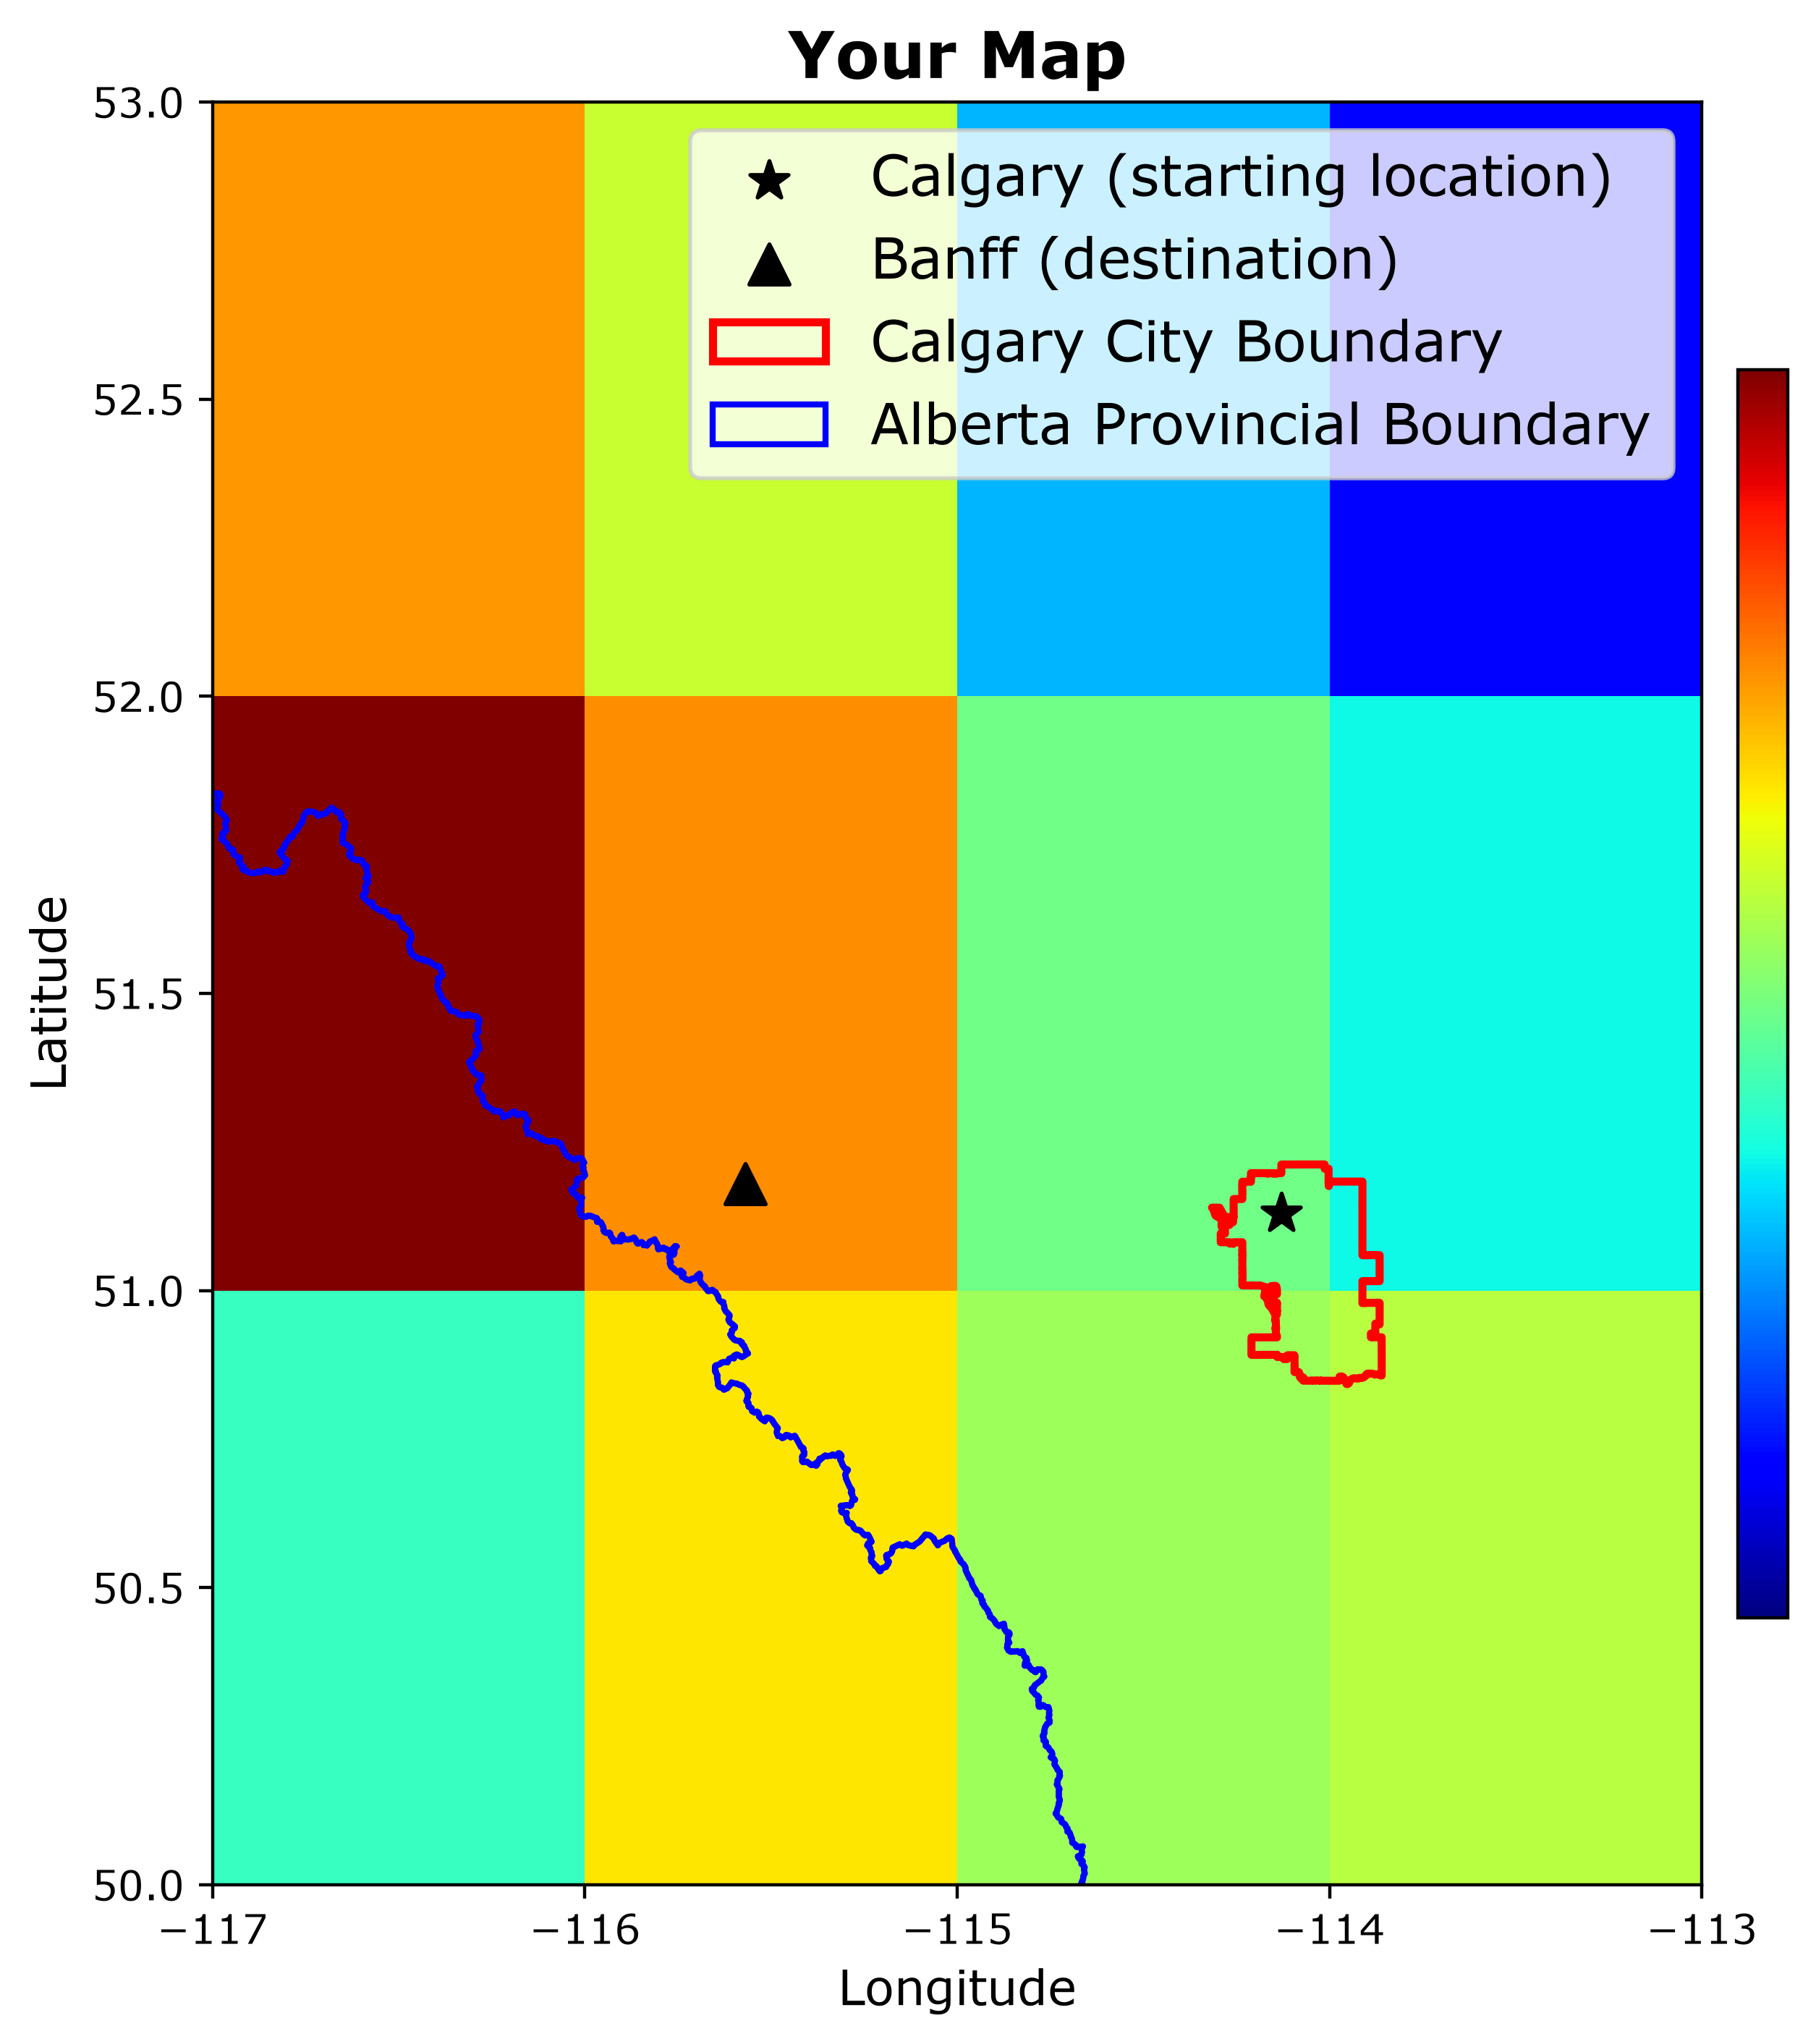 Your Map
53.0
Calgary (starting location)
Banff (destination)
Calgary City Boundary
Alberta Provincial Boundary
52.5
52.0
51.5
51.0
50.5
50.0
Latitude
−117
−116
−115
−114
−113
Longitude